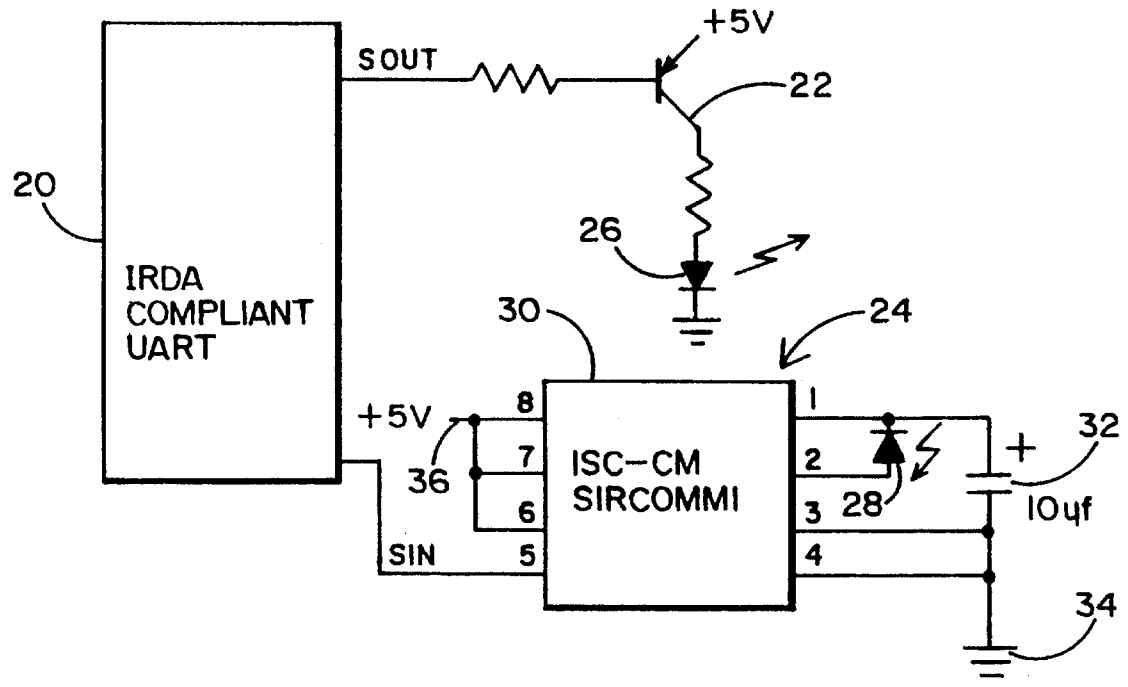 +5V
SOUT
22
20
26
IRDA
COMPLIANT
UART
30
24
+5V
8
1
36
7
2
ISC-CM
SIRCOMMI
28
+
32
10uf
6
3
SIN
5
4
34